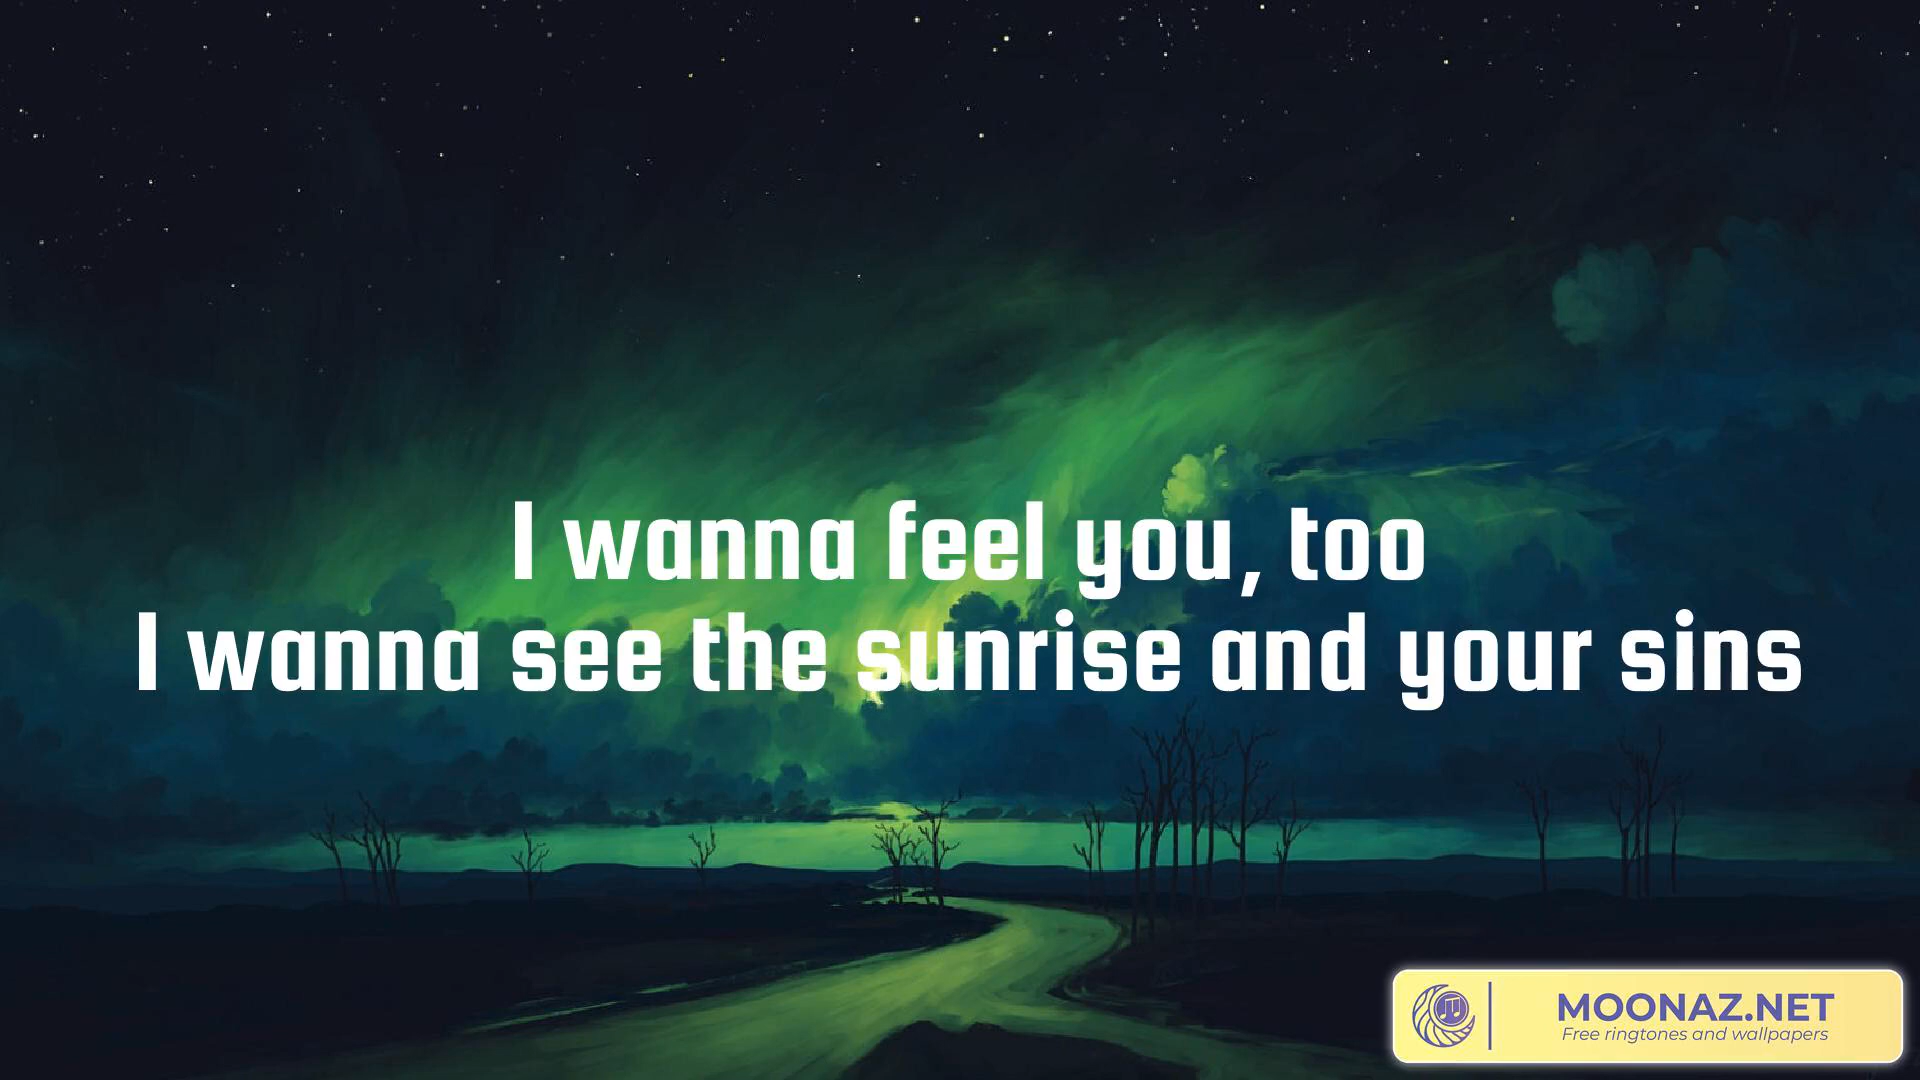 I wanna feel you, too
I wanna see the sunrise and your sins
MOONAZ.NET
Free ringtones and wallpapers